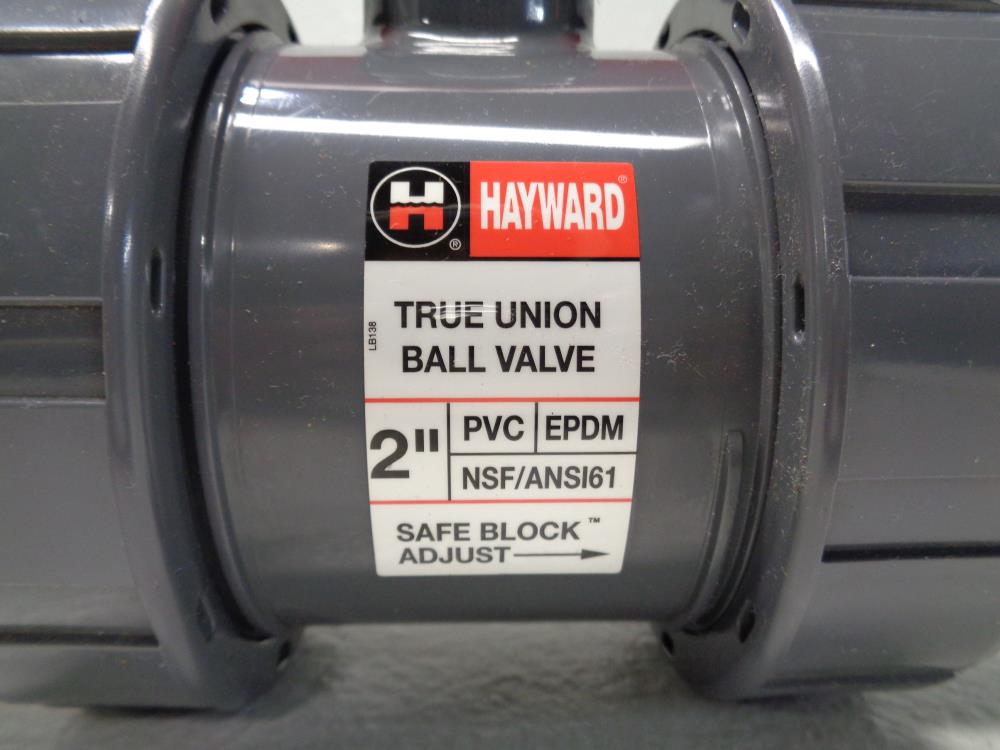 H ®
HAYWARD®
LB138
TRUE UNION
BALL VALVE
2"
PVC EPDM
NSF/ANSI61
SAFE BLOCK™
ADJUST